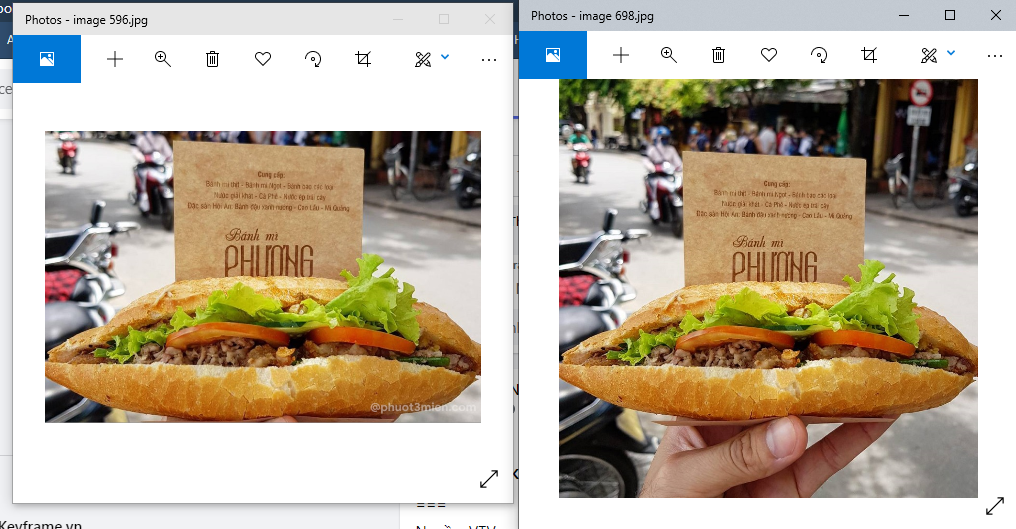 Photos - image 596.jpg
Cung cấp:
Bánh mì thịt - Bánh mì Ngọt - Bánh bao các loại
Nước giải khát - Cà Phê - Nước ép trái cây
Đặc sản Hội An: Bánh đậu xanh nướng - Cao Lầu - Mì Quảng
Bánh mì
PHƯỢNG
@phuot3mien.com
Photos - image 698.jpg
Cung cấp:
Bánh mì thịt - Bánh mì Ngọt - Bánh bao các loại
Nước giải khát - Cà Phê - Nước ép trái cây
Đặc sản Hội An: Bánh đậu xanh nướng - Cao Lầu - Mì Quảng
Bánh mì
PHƯỢNG
Keyframe vn
===